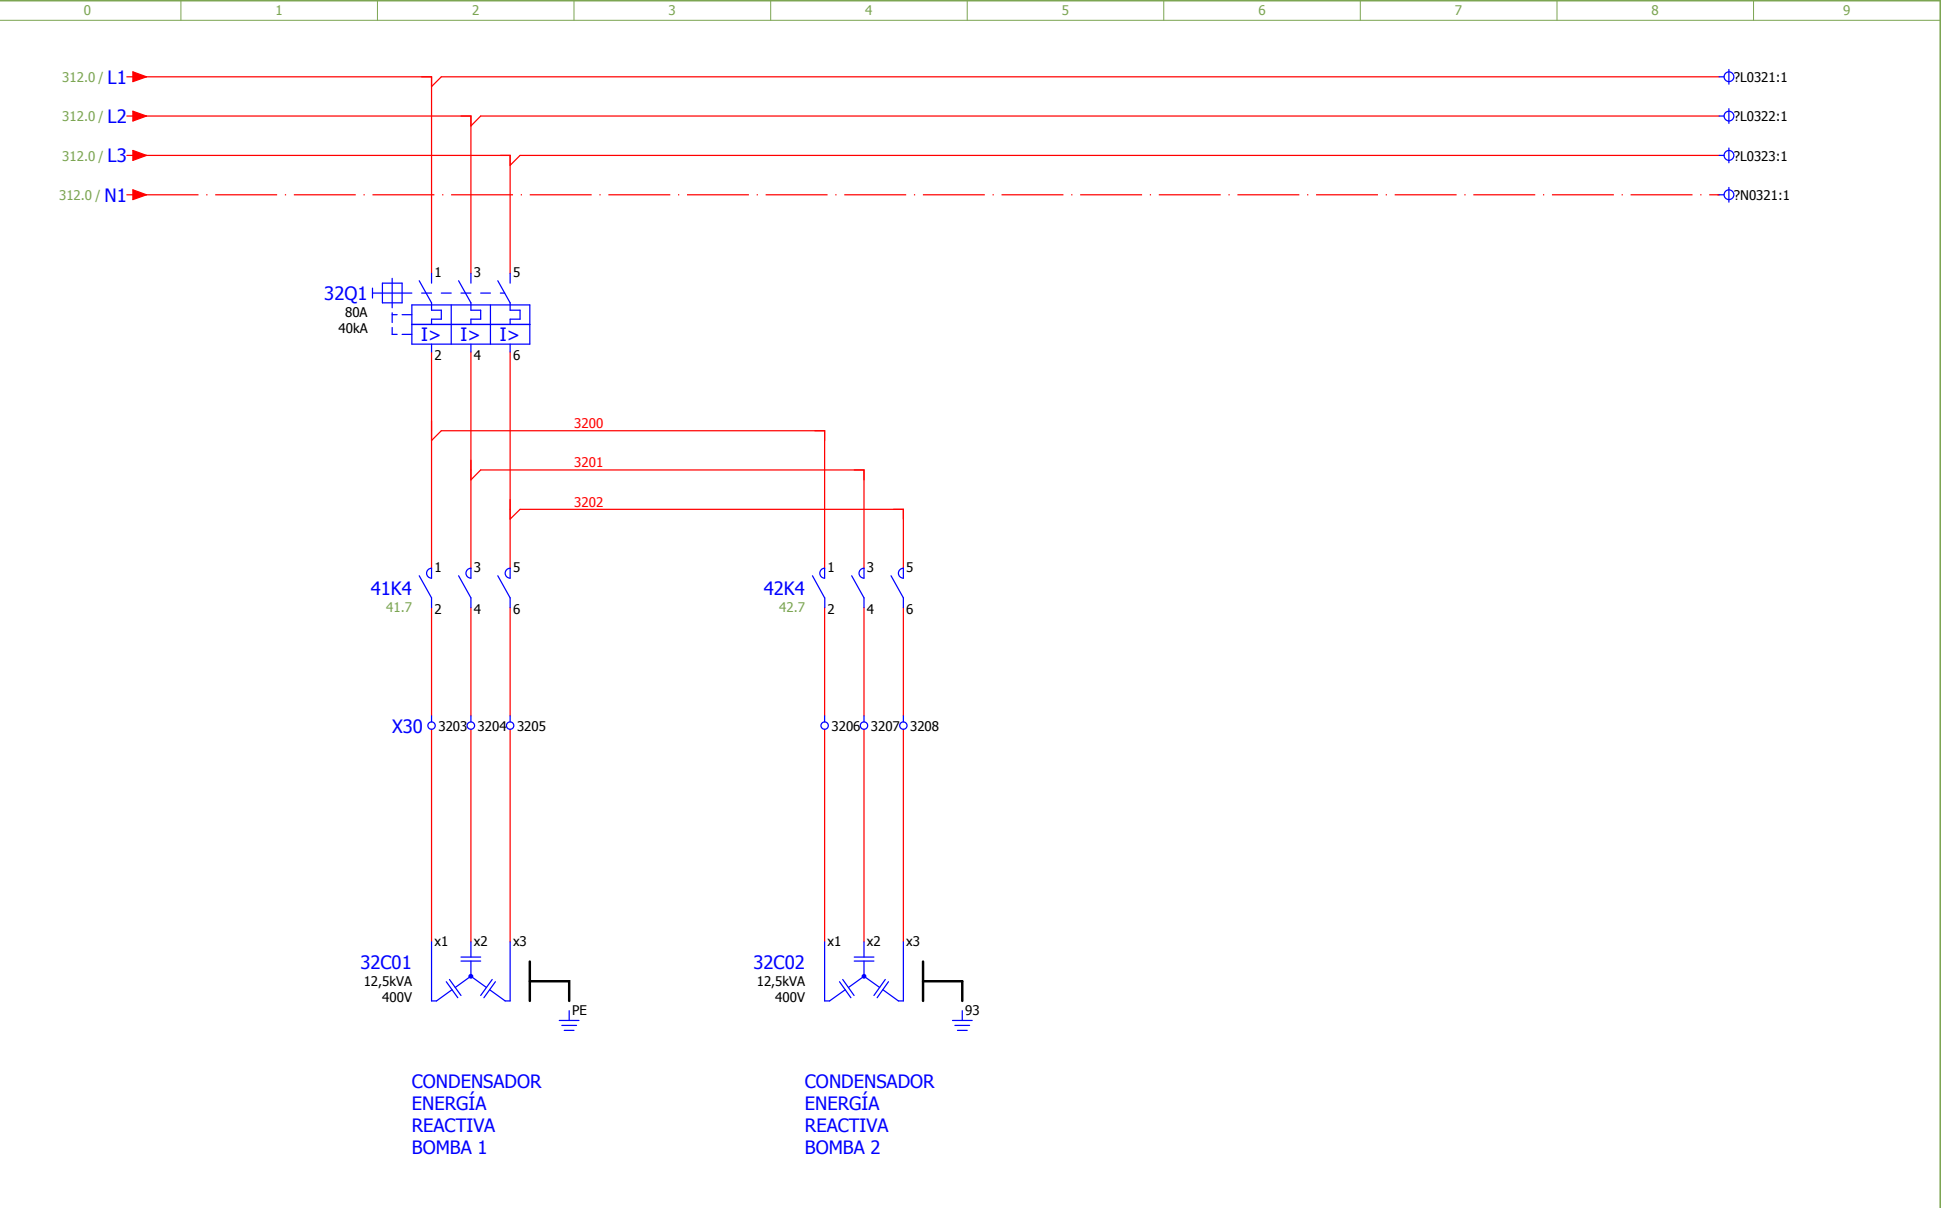 0 1 2 3 4 5 6 7 8 9
312.0 / L1 ?L0321:1
312.0 / L2 ?L0322:1
312.0 / L3 ?L0323:1
312.0 / N1 ?N0321:1
1 3 5
32Q1
80A
40kA
I> I> I>
2 4 6
3200
3201
3202
1 3 5 1 3 5
41K4 42K4
41.7 2 4 6 42.7 2 4 6
X30 3203 3204 3205 3206 3207 3208
x1 x2 x3 x1 x2 x3
32C01 32C02
12,5kVA 12,5kVA
400V 400V
PE 93
CONDENSADOR
ENERGÍA
REACTIVA
BOMBA 1
CONDENSADOR
ENERGÍA
REACTIVA
BOMBA 2